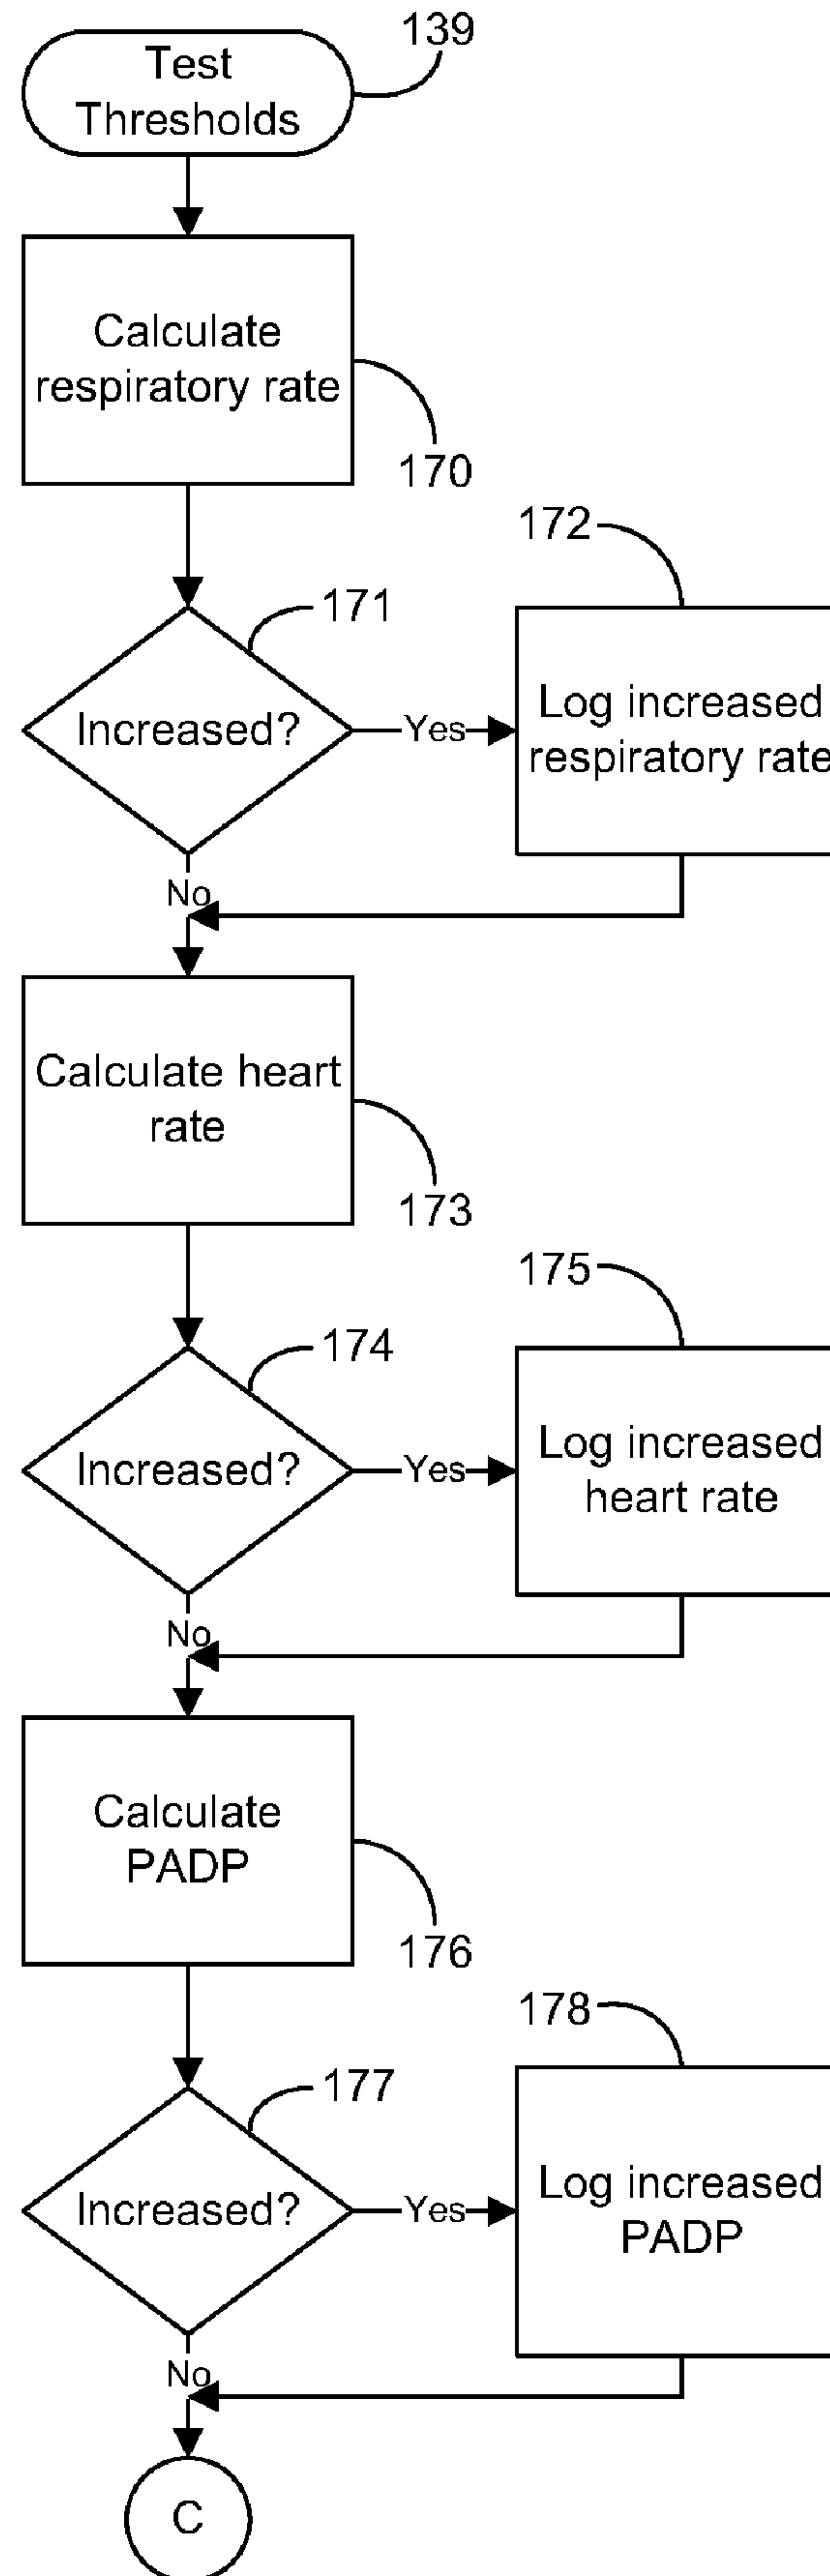 139
Test
Thresholds
Calculate
respiratory rate
170
171
Increased?
Yes
172
Log increased
respiratory rate
No
Calculate heart
rate
173
174
Increased?
Yes
175
Log increased
heart rate
No
Calculate
PADP
176
177
Increased?
Yes
178
Log increased
PADP
No
C